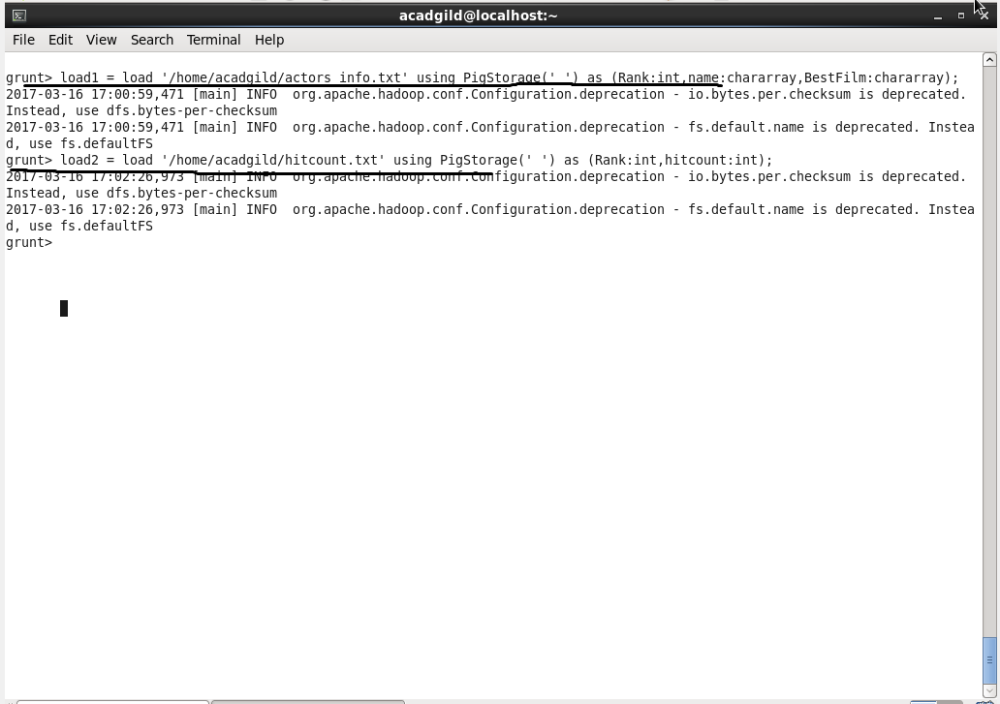 acadgild@localhost:~
File Edit View Search Terminal Help
grunt> load1 = load '/home/acadgild/actors_info.txt' using PigStorage(' ') as (Rank:int,name:chararray,BestFilm:chararray);
2017-03-16 17:00:59,471 [main] INFO  org.apache.hadoop.conf.Configuration.deprecation - io.bytes.per.checksum is deprecated.
Instead, use dfs.bytes-per-checksum
2017-03-16 17:00:59,471 [main] INFO  org.apache.hadoop.conf.Configuration.deprecation - fs.default.name is deprecated. Instea
d, use fs.defaultFS
grunt> load2 = load '/home/acadgild/hitcount.txt' using PigStorage(' ') as (Rank:int,hitcount:int);
2017-03-16 17:02:26,973 [main] INFO  org.apache.hadoop.conf.Configuration.deprecation - io.bytes.per.checksum is deprecated.
Instead, use dfs.bytes-per-checksum
2017-03-16 17:02:26,973 [main] INFO  org.apache.hadoop.conf.Configuration.deprecation - fs.default.name is deprecated. Instea
d, use fs.defaultFS
grunt>